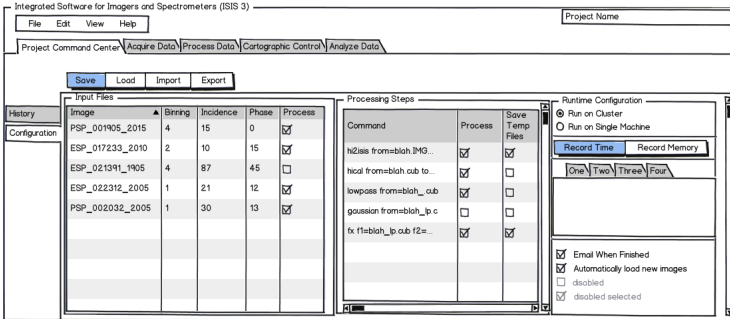 Integrated Software for Imagers and Spectrometers (ISIS 3)
Project Name
File Edit View Help
Project Command Center Acquire Data Process Data Cartographic Control Analyze Data
Save Load Import Export
History
Configuration
Input Files
Image Binning Incidence Phase Process
PSP_001905_2015 4 15 0
ESP_017233_2010 2 10 15
ESP_021391_1905 4 87 45
ESP_022312_2005 1 21 12
PSP_002032_2005 1 30 13
Processing Steps
Command Process Save
Temp
Files
hi2isis from=blah.IMG...
hical from=blah.cub to...
lowpass from=blah_.cub
gaussian from=blah_lp.c
fx f1=blah_lp.cub f2=...
Runtime Configuration
Run on Cluster
Run on Single Machine
Record Time Record Memory
One Two Three Four
Email When Finished
Automatically load new images
disabled
disabled selected